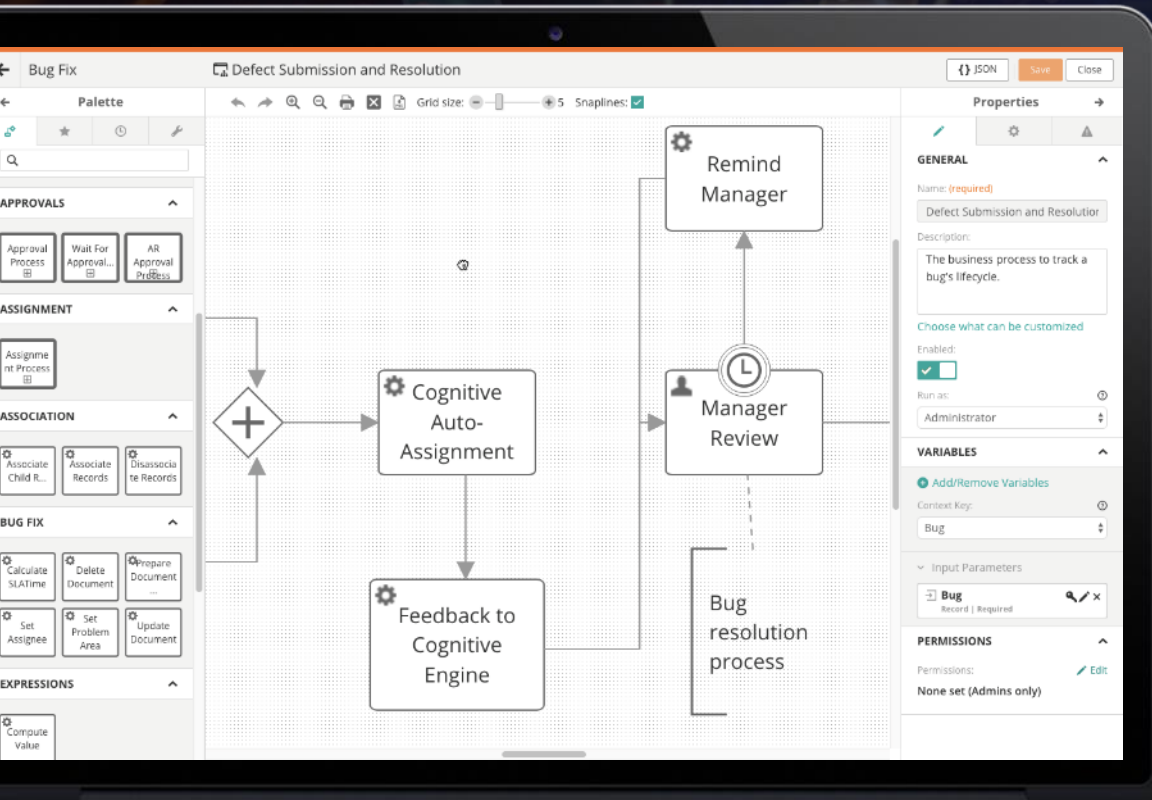 Bug Fix
Defect Submission and Resolution
{} JSON
Save
Close
Palette
Grid size:
5
Snaplines:
Properties
APPROVALS
Approval
Process
Wait For
Approval...
AR
Approval
Process
ASSIGNMENT
Assignme
nt Process
ASSOCIATION
Associate
Child R...
Associate
Records
Disassocia
te Records
BUG FIX
Calculate
SLATime
Delete
Document
Prepare
Document
...
Set
Assignee
Set
Problem
Area
Update
Document
EXPRESSIONS
Compute
Value
Remind
Manager
Cognitive
Auto-
Assignment
Manager
Review
Feedback to
Cognitive
Engine
Bug
resolution
process
GENERAL
Name: (required)
Defect Submission and Resolution
Description:
The business process to track a
bug's lifecycle.
Choose what can be customized
Enabled:
Run as:
Administrator
VARIABLES
Add/Remove Variables
Context Key:
Bug
Input Parameters
Bug
Record | Required
PERMISSIONS
Permissions:
Edit
None set (Admins only)